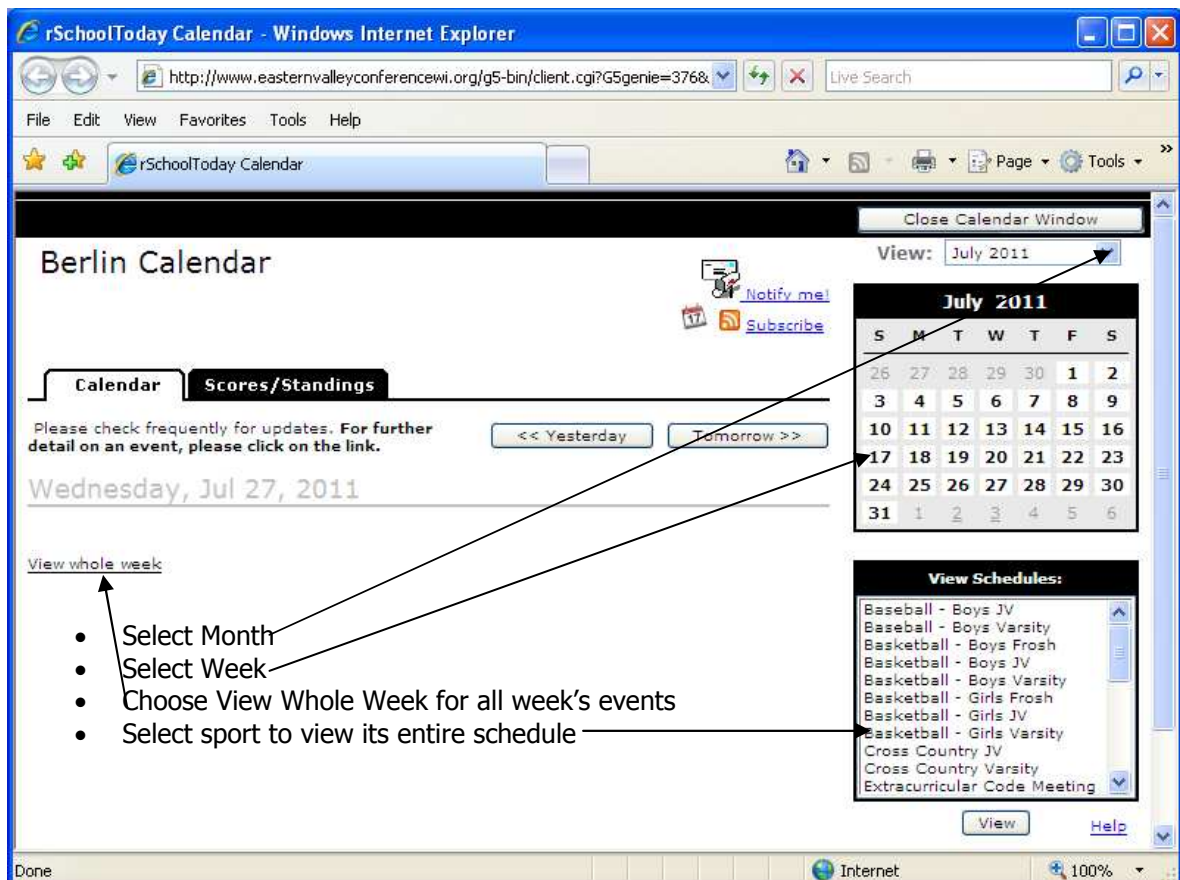 rSchoolToday Calendar - Windows Internet Explorer
http://www.easternvalleyconferencewi.org/g5-bin/client.cgi?G5genie=376&
Live Search
File Edit View Favorites Tools Help
rSchoolToday Calendar
Page Tools »
Close Calendar Window
Berlin Calendar
View: July 2011
Notify me!
17 Subscribe
July 2011
S M T W T F S
26 27 28 29 30 1 2
3 4 5 6 7 8 9
10 11 12 13 14 15 16
17 18 19 20 21 22 23
24 25 26 27 28 29 30
31 1 2 3 4 5 6
Calendar Scores/Standings
Please check frequently for updates. For further
detail on an event, please click on the link.
<< Yesterday Tomorrow >>
Wednesday, Jul 27, 2011
View whole week
• Select Month
• Select Week
• Choose View Whole Week for all week’s events
• Select sport to view its entire schedule
View Schedules:
Baseball - Boys JV
Baseball - Boys Varsity
Basketball - Boys Frosh
Basketball - Boys JV
Basketball - Boys Varsity
Basketball - Girls Frosh
Basketball - Girls JV
Basketball - Girls Varsity
Cross Country JV
Cross Country Varsity
Extracurricular Code Meeting
View Help
Done Internet 100%